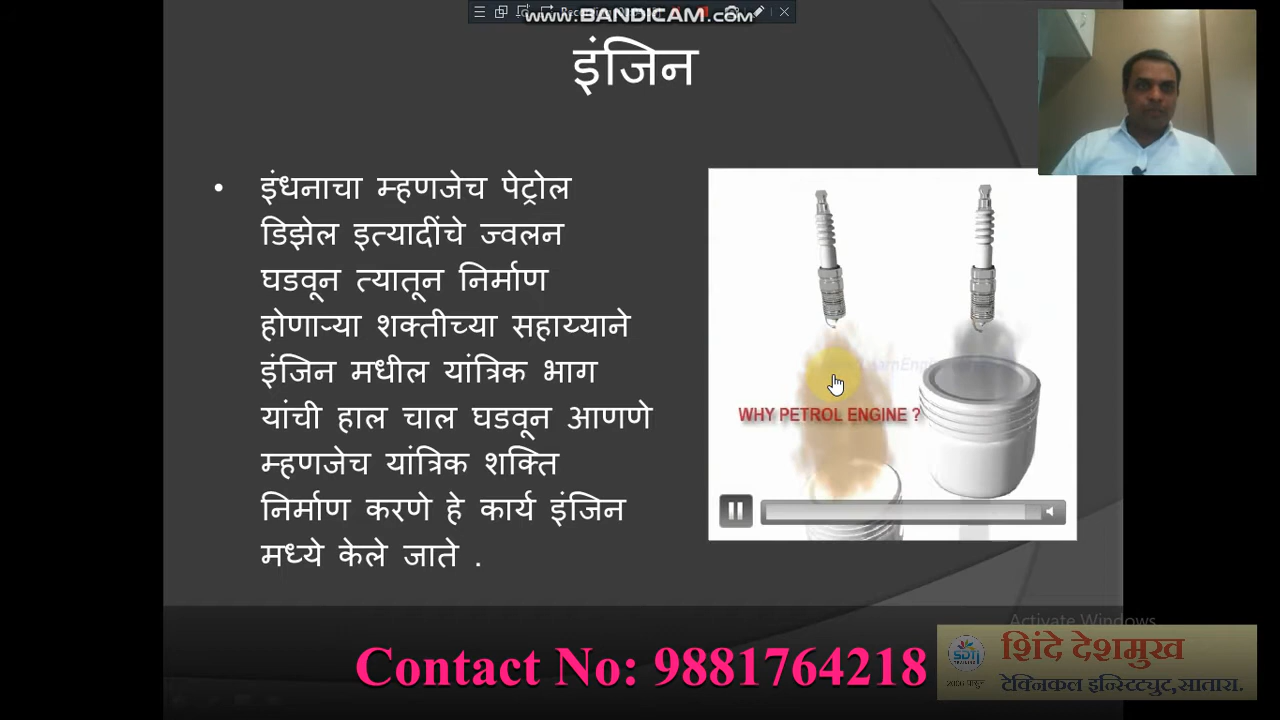 WWW.BANDICAM.COM
इंजिन
• इंधनाचा म्हणजेच पेट्रोल
डिझेल इत्यादींचे ज्वलन
घडवून त्यातून निर्माण
होणाऱ्या शक्तीच्या सहाय्याने
इंजिन मधील यांत्रिक भाग
यांची हाल चाल घडवून आणणे
म्हणजेच यांत्रिक शक्ति
निर्माण करणे हे कार्य इंजिन
मध्ये केले जाते .
WHY PETROL ENGINE ?
Activate Windows
Contact No: 9881764218
शिंदे देशमुख
टेक्निकल इन्स्टिट्युट,सातारा.